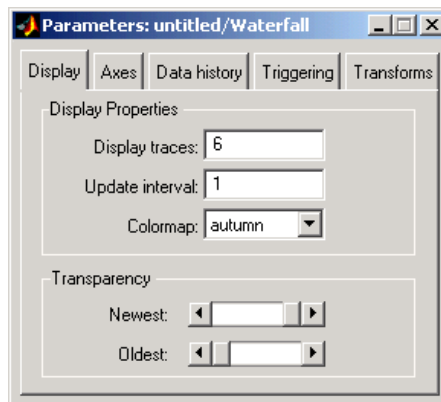 Parameters: untitled/Waterfall
Display Axes Data history Triggering Transforms
Display Properties
Display traces: 6
Update interval: 1
Colormap: autumn
Transparency
Newest:
Oldest: